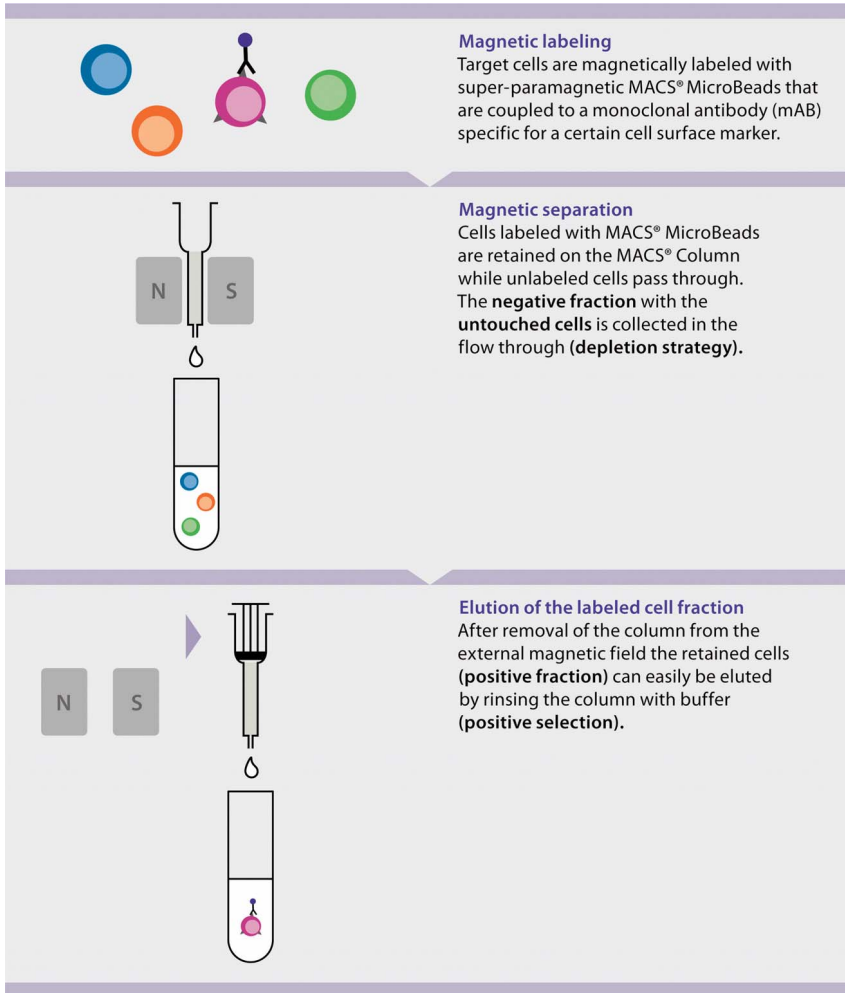 Magnetic labeling
Target cells are magnetically labeled with
super-paramagnetic MACS® MicroBeads that
are coupled to a monoclonal antibody (mAB)
specific for a certain cell surface marker.
Magnetic separation
Cells labeled with MACS® MicroBeads
are retained on the MACS® Column
while unlabeled cells pass through.
The negative fraction with the
untouched cells is collected in the
flow through (depletion strategy).
N S
Elution of the labeled cell fraction
After removal of the column from the
external magnetic field the retained cells
(positive fraction) can easily be eluted
by rinsing the column with buffer
(positive selection).
N S